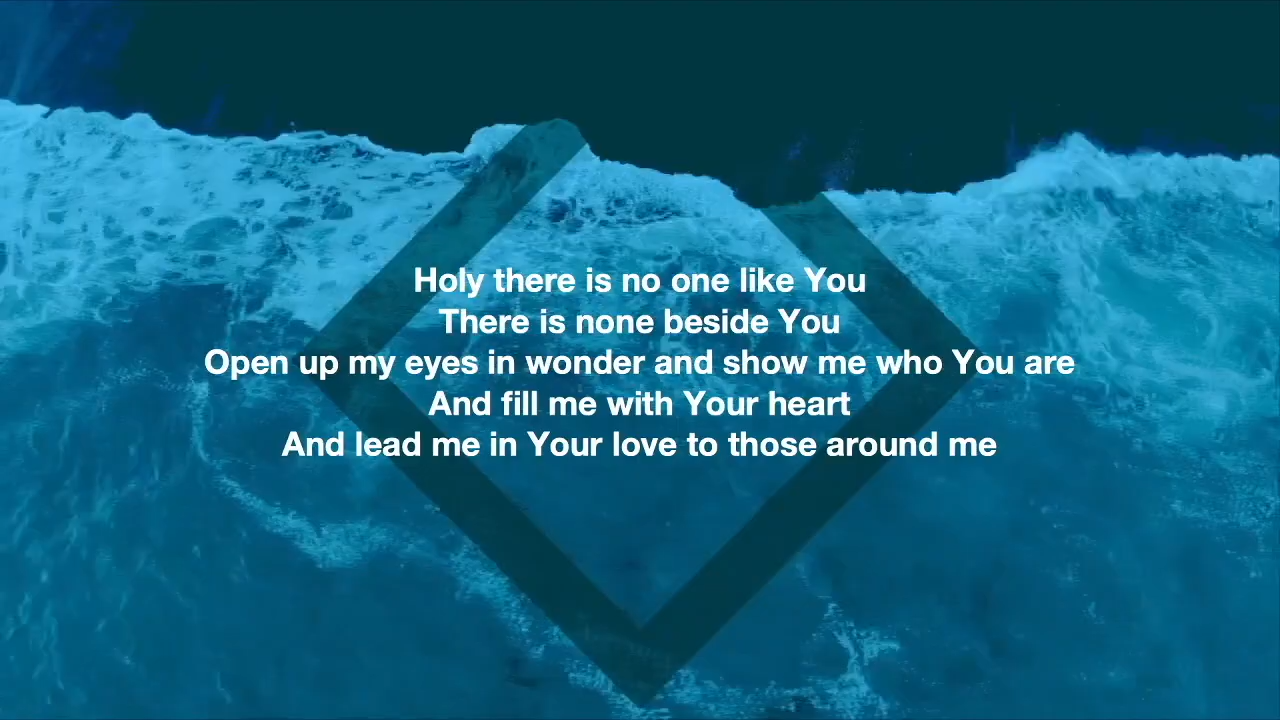 Holy there is no one like You
There is none beside You
Open up my eyes in wonder and show me who You are
And fill me with Your heart
And lead me in Your love to those around me